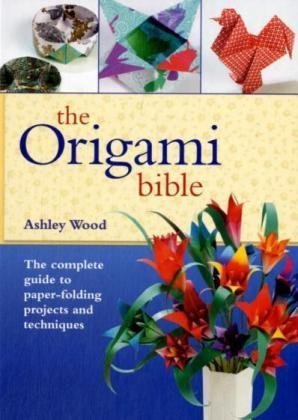 the
Origami
bible
Ashley Wood
The complete
guide to
paper-folding
projects and
techniques